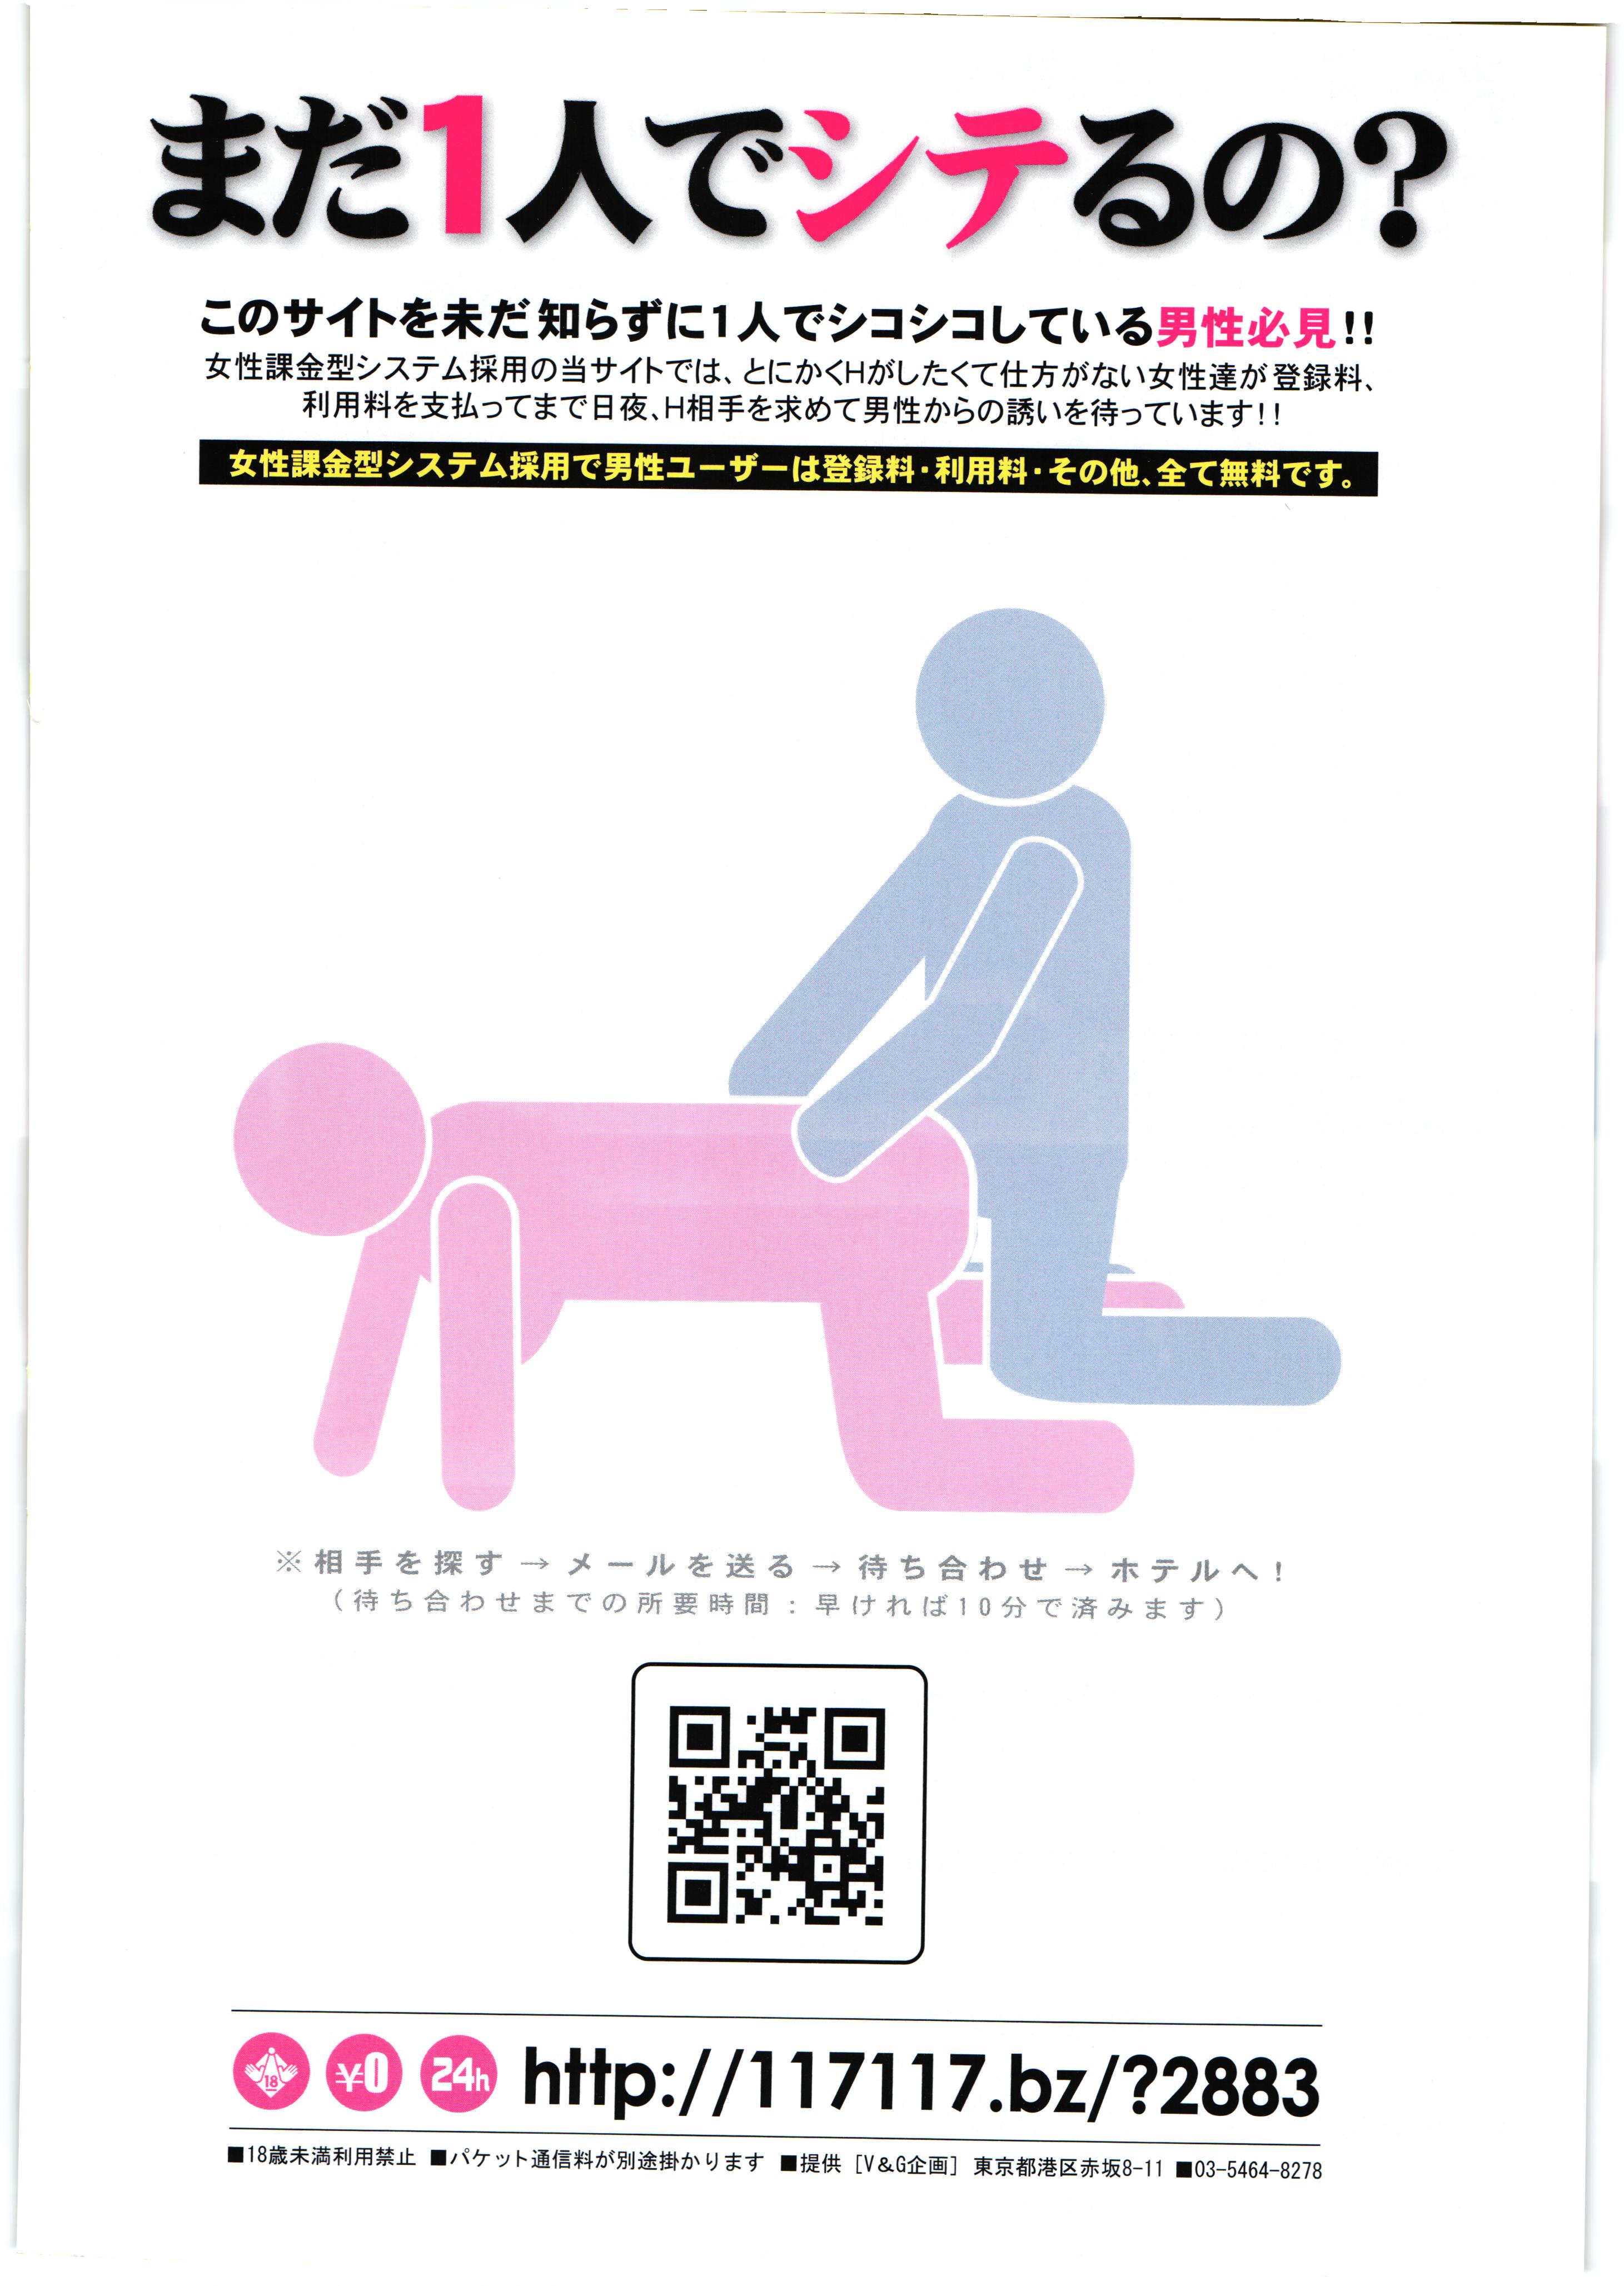 まだ1人でシテるの?
このサイトを未だ知らずに1人でシコシコしている男性必見!!
女性課金型システム採用の当サイトでは、とにかくHがしたくて仕方がない女性達が登録料、
利用料を支払ってまで日夜、H相手を求めて男性からの誘いを待っています!!
女性課金型システム採用で男性ユーザーは登録料・利用料・その他、全て無料です。
※相手を探す→メールを送る→待ち合わせ→ホテルへ!
(待ち合わせまでの所要時間:早ければ10分で済みます)
18 ¥0 24h http://117117.bz/?2883
■18歳未満利用禁止 ■パケット通信料が別途掛かります ■提供 [V&G企画] 東京都港区赤坂8-11 ■03-5464-8278